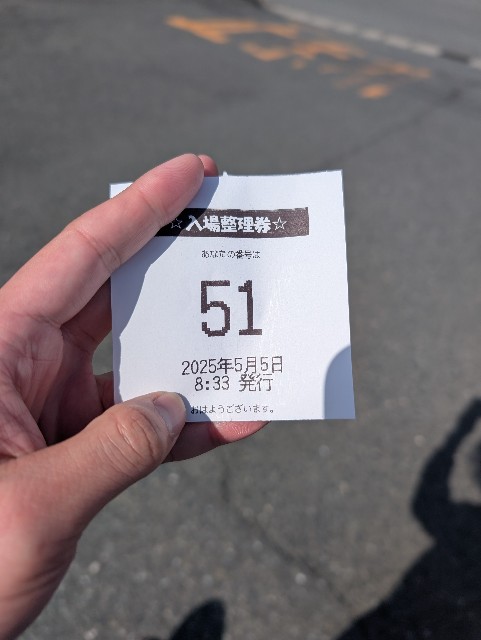 ☆入場整理券☆
あなたの番号は
51
2025年5月5日
8:33 発行
おはようございます。